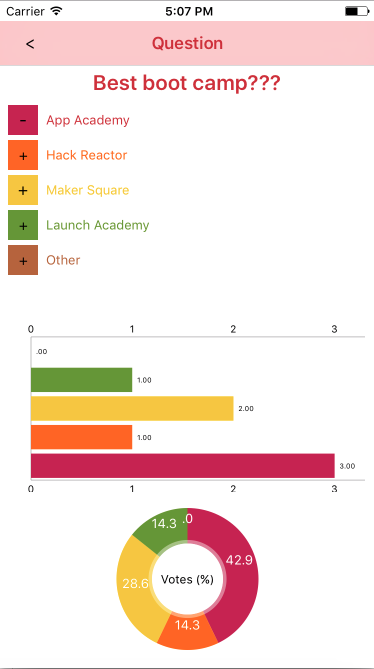 Carrier 5:07 PM
< Question
Best boot camp???
- App Academy
+ Hack Reactor
+ Maker Square
+ Launch Academy
+ Other
0 1 2 3
.00
1.00
2.00
1.00
3.00
0 1 2 3
14.3 .0
42.9
28.6 Votes (%)
14.3